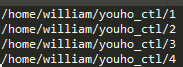 /home/william/youho_ctl/1
/home/william/youho_ctl/2
/home/william/youho_ctl/3
/home/william/youho_ctl/4